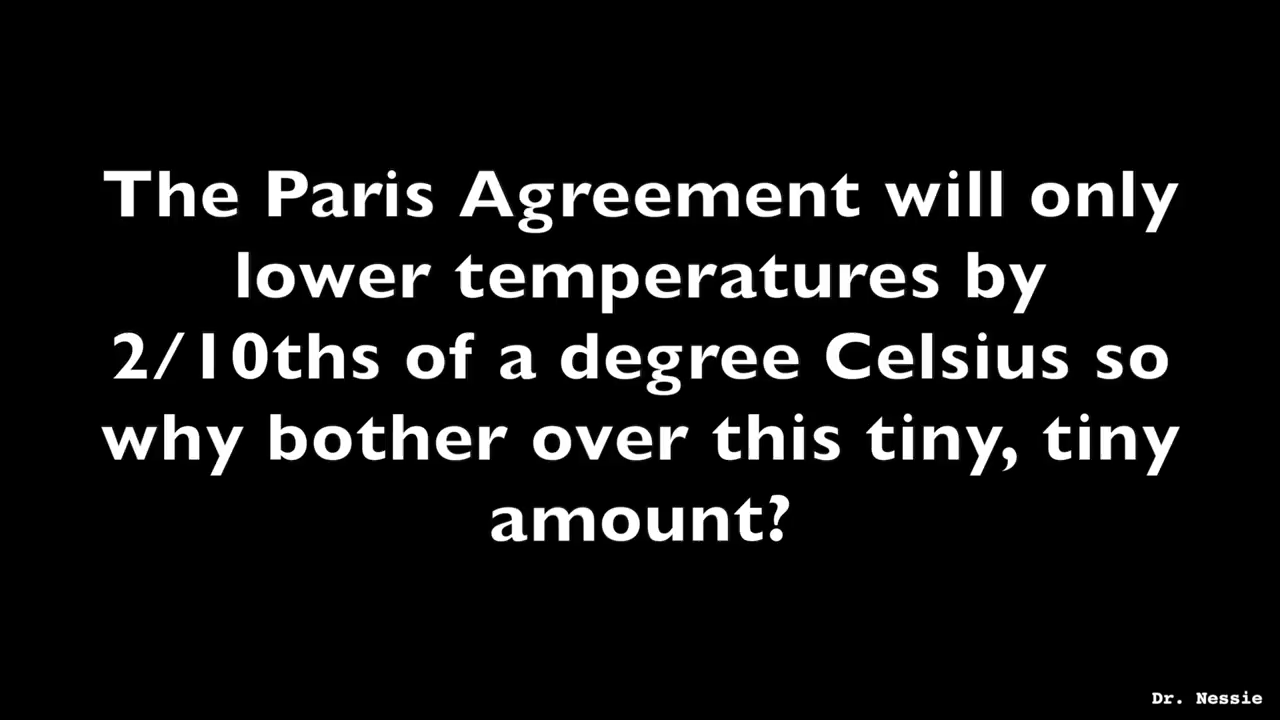 The Paris Agreement will only
lower temperatures by
2/10ths of a degree Celsius so
why bother over this tiny, tiny
amount?
Dr. Nessie